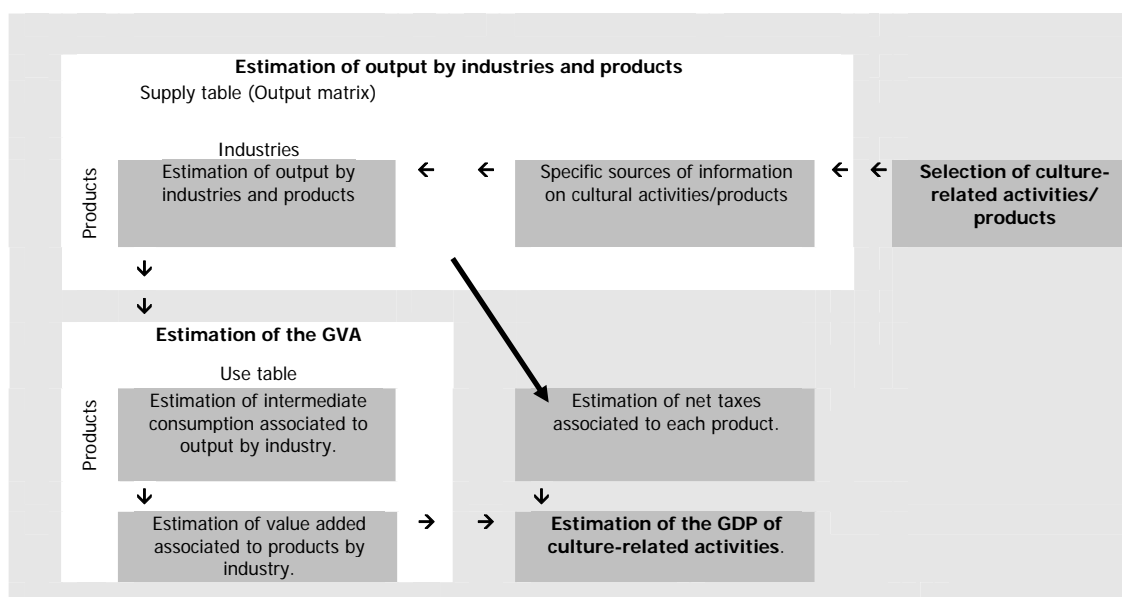 Estimation of output by industries and products
Supply table (Output matrix)
Industries
Products
Estimation of output by
industries and products
Specific sources of information
on cultural activities/products
Selection of culture-
related activities/
products
Estimation of the GVA
Use table
Products
Estimation of intermediate
consumption associated to
output by industry.
Estimation of net taxes
associated to each product.
Estimation of value added
associated to products by
industry.
Estimation of the GDP of
culture-related activities.